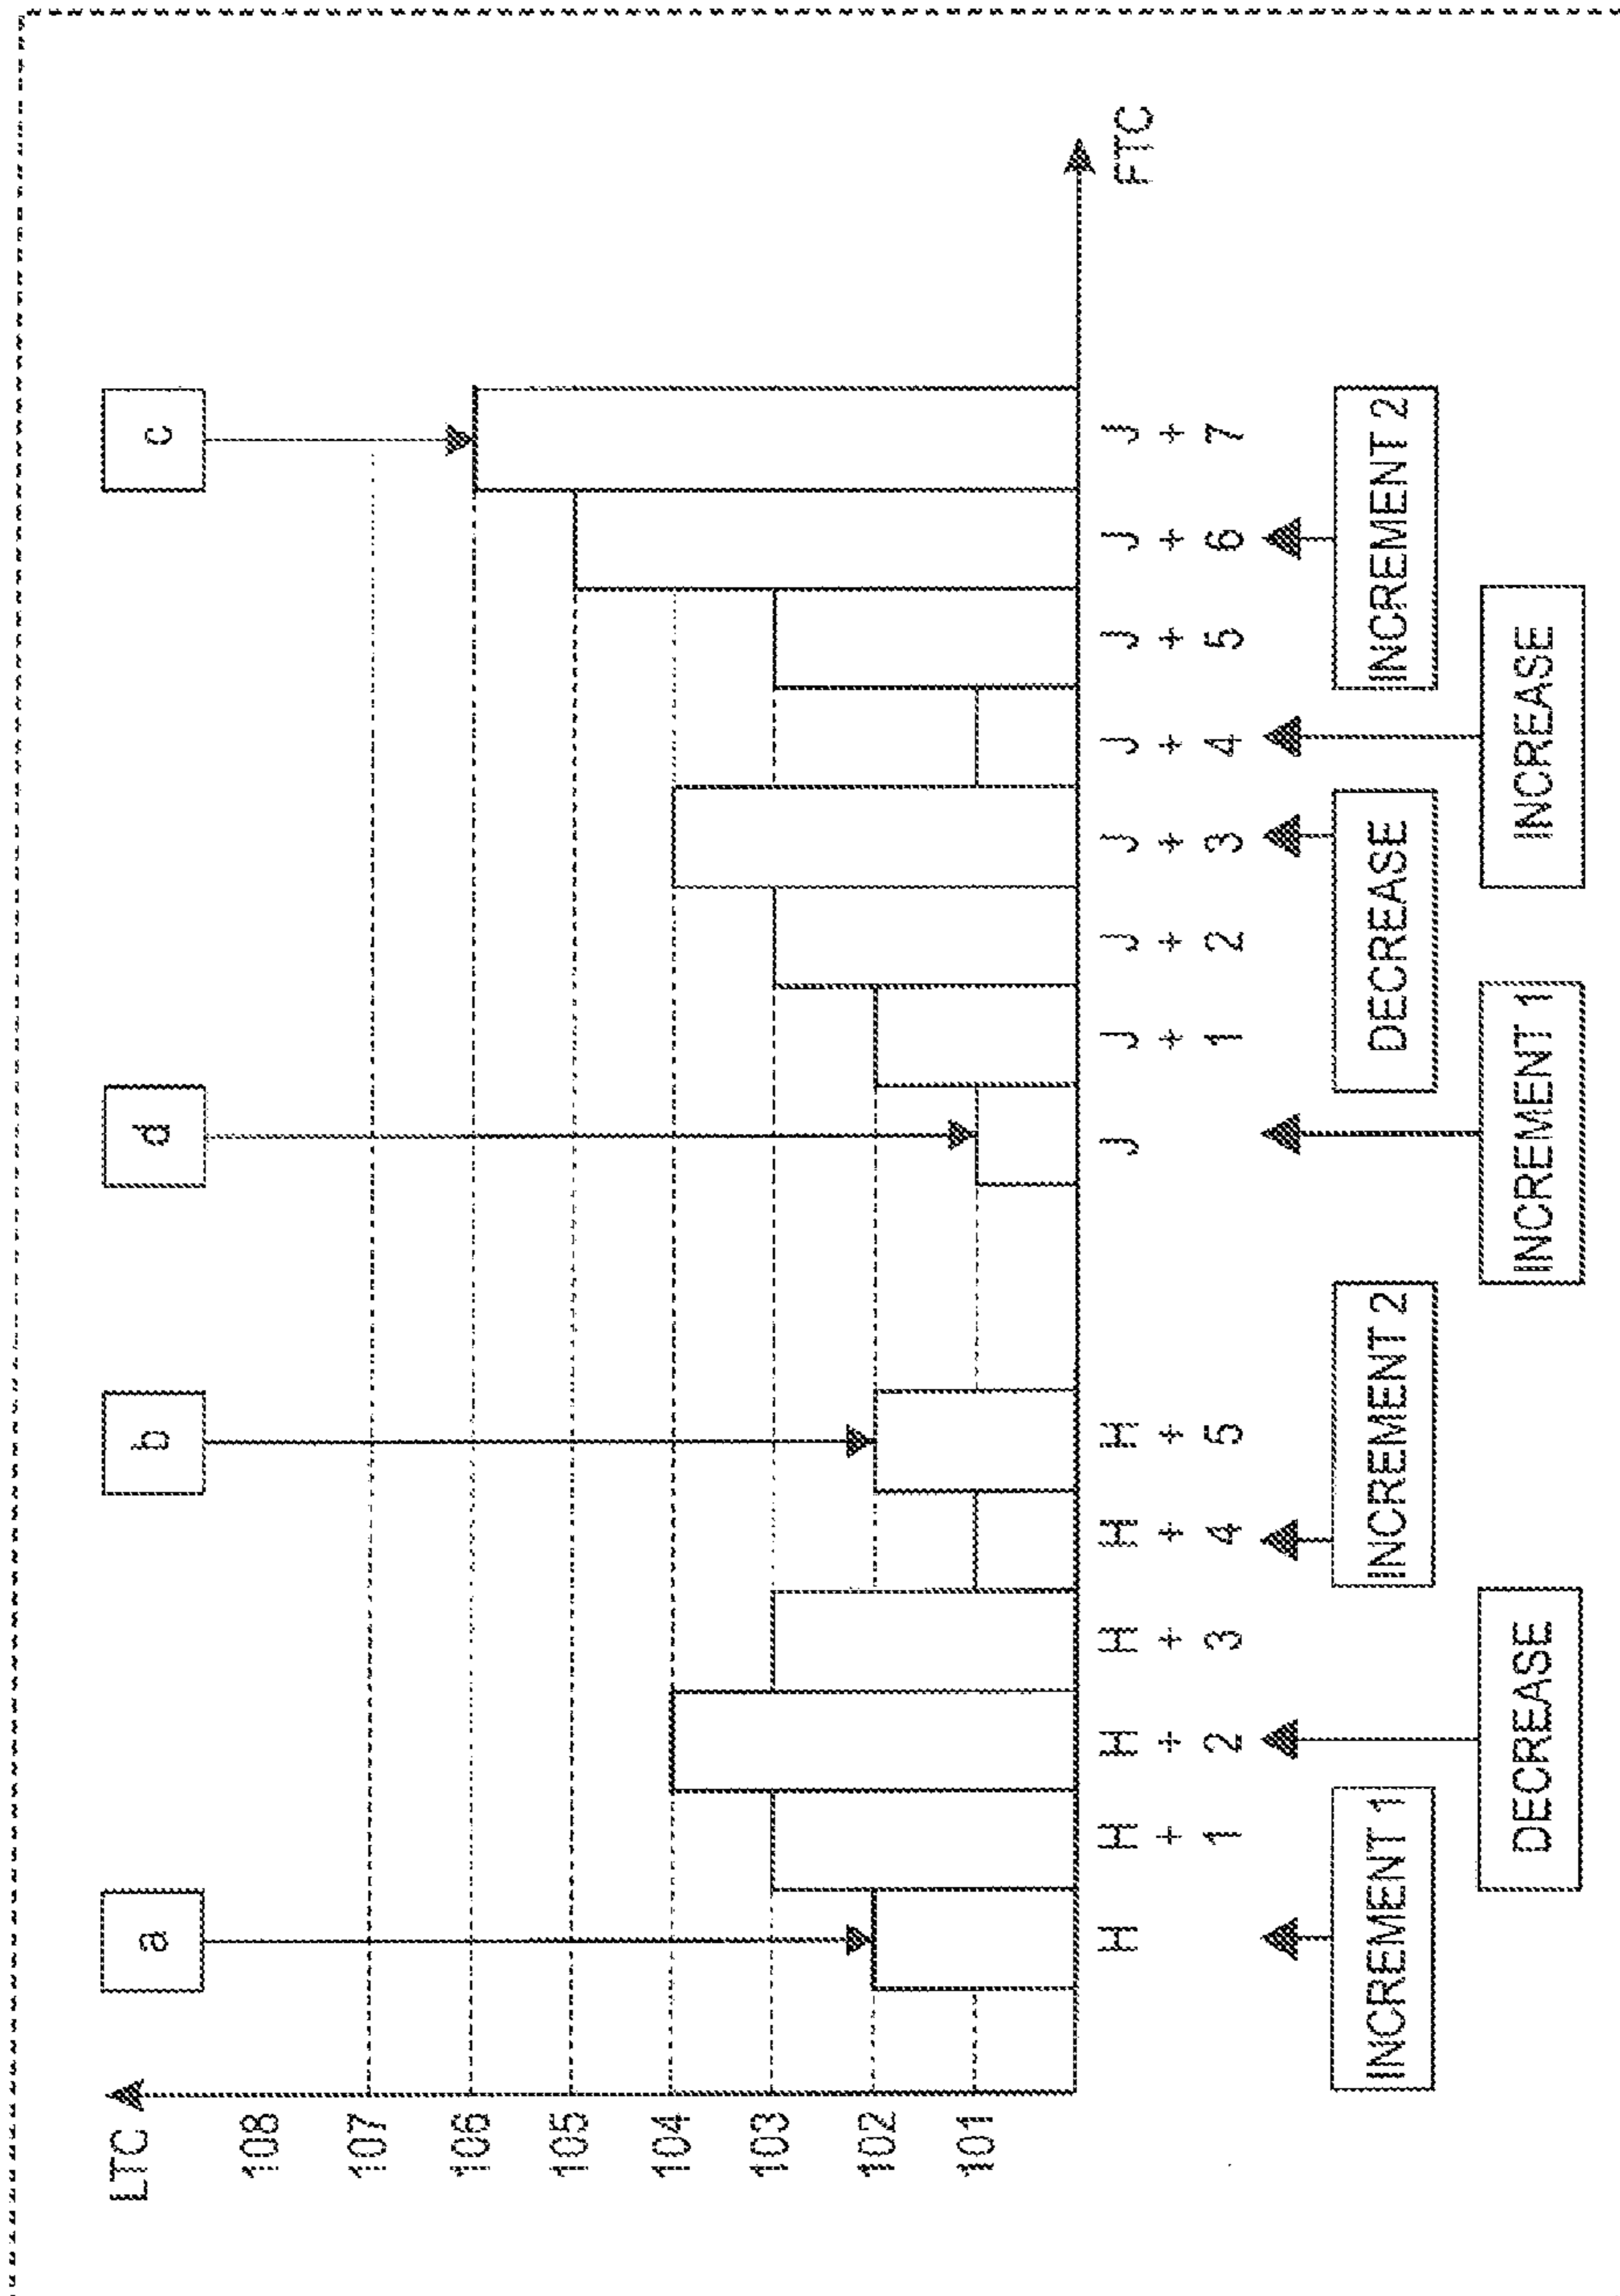 LTC
a
b
d
c
108
107
106
105
104
103
102
101
FTC
H
H + 1
H + 2
H + 3
H + 4
H + 5
J
J + 1
J + 2
J + 3
J + 4
J + 5
J + 6
J + 7
INCREMENT 1
INCREMENT 2
DECREASE
INCREMENT 2
DECREASE
INCREMENT 1
INCREASE